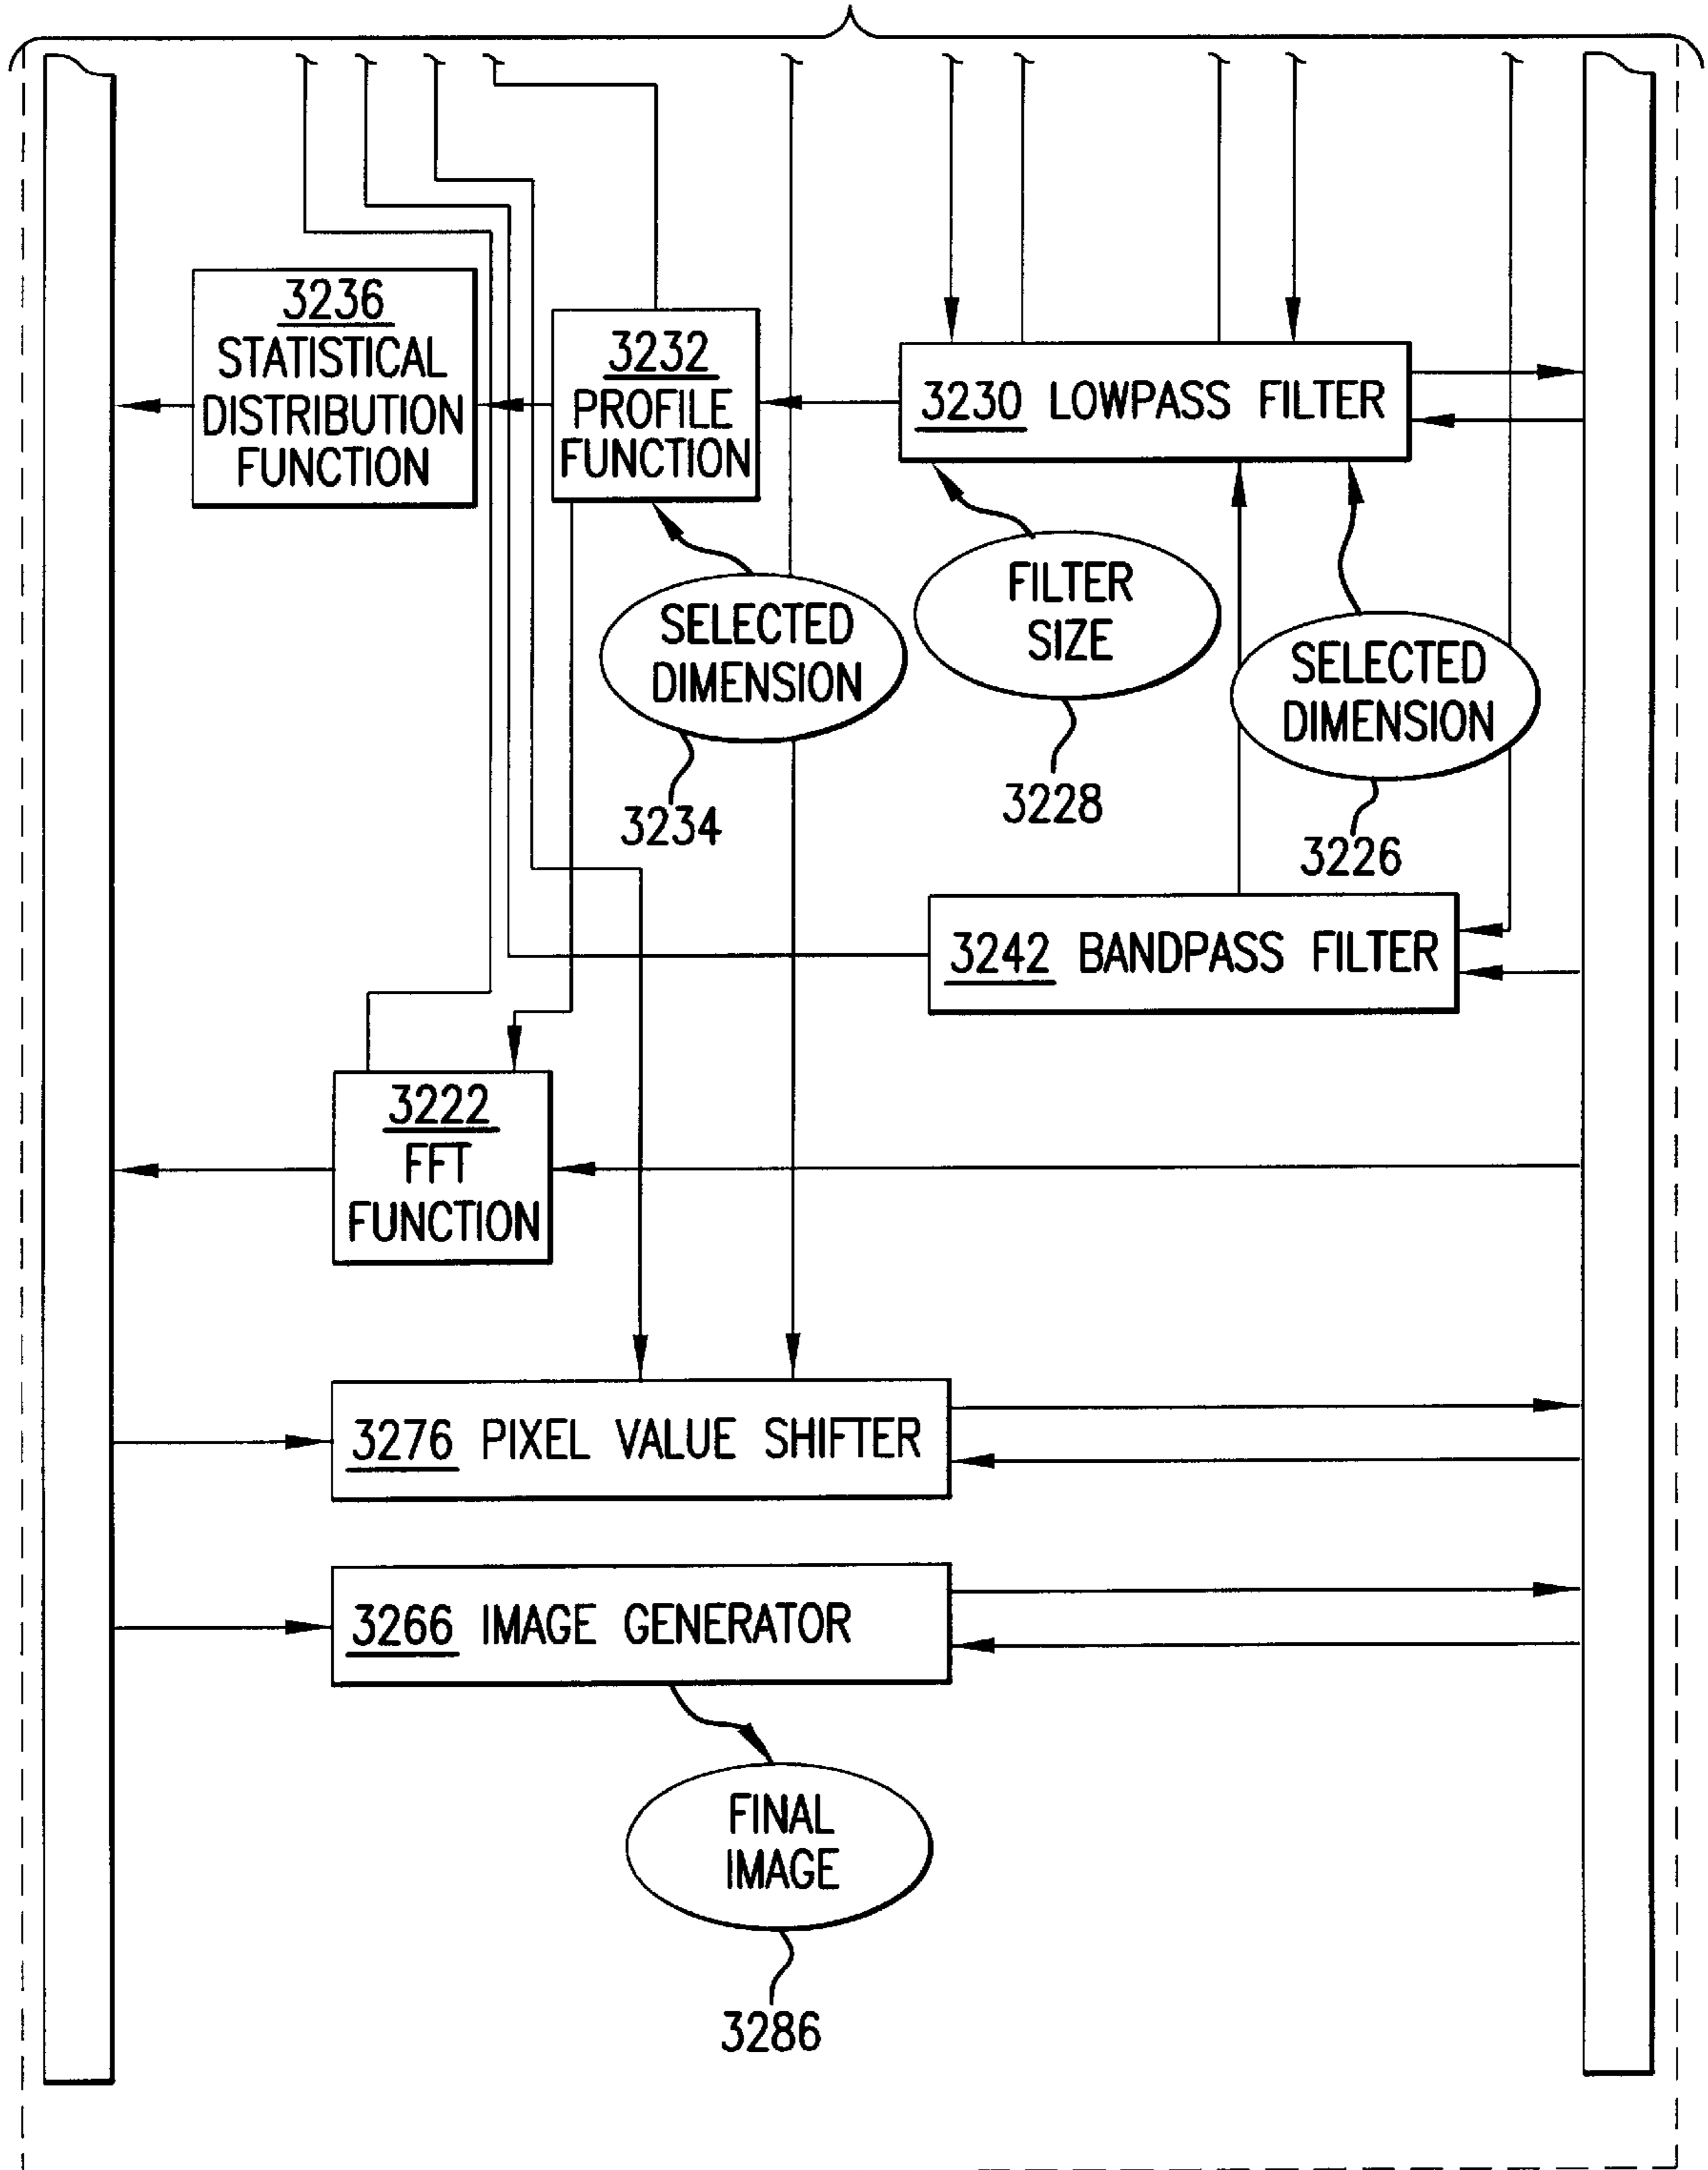 3236
STATISTICAL
DISTRIBUTION
FUNCTION
3232
PROFILE
FUNCTION
3230 LOWPASS FILTER
SELECTED
DIMENSION
3234
FILTER
SIZE
3228
SELECTED
DIMENSION
3226
3242 BANDPASS FILTER
3222
FFT
FUNCTION
3276 PIXEL VALUE SHIFTER
3266 IMAGE GENERATOR
FINAL
IMAGE
3286